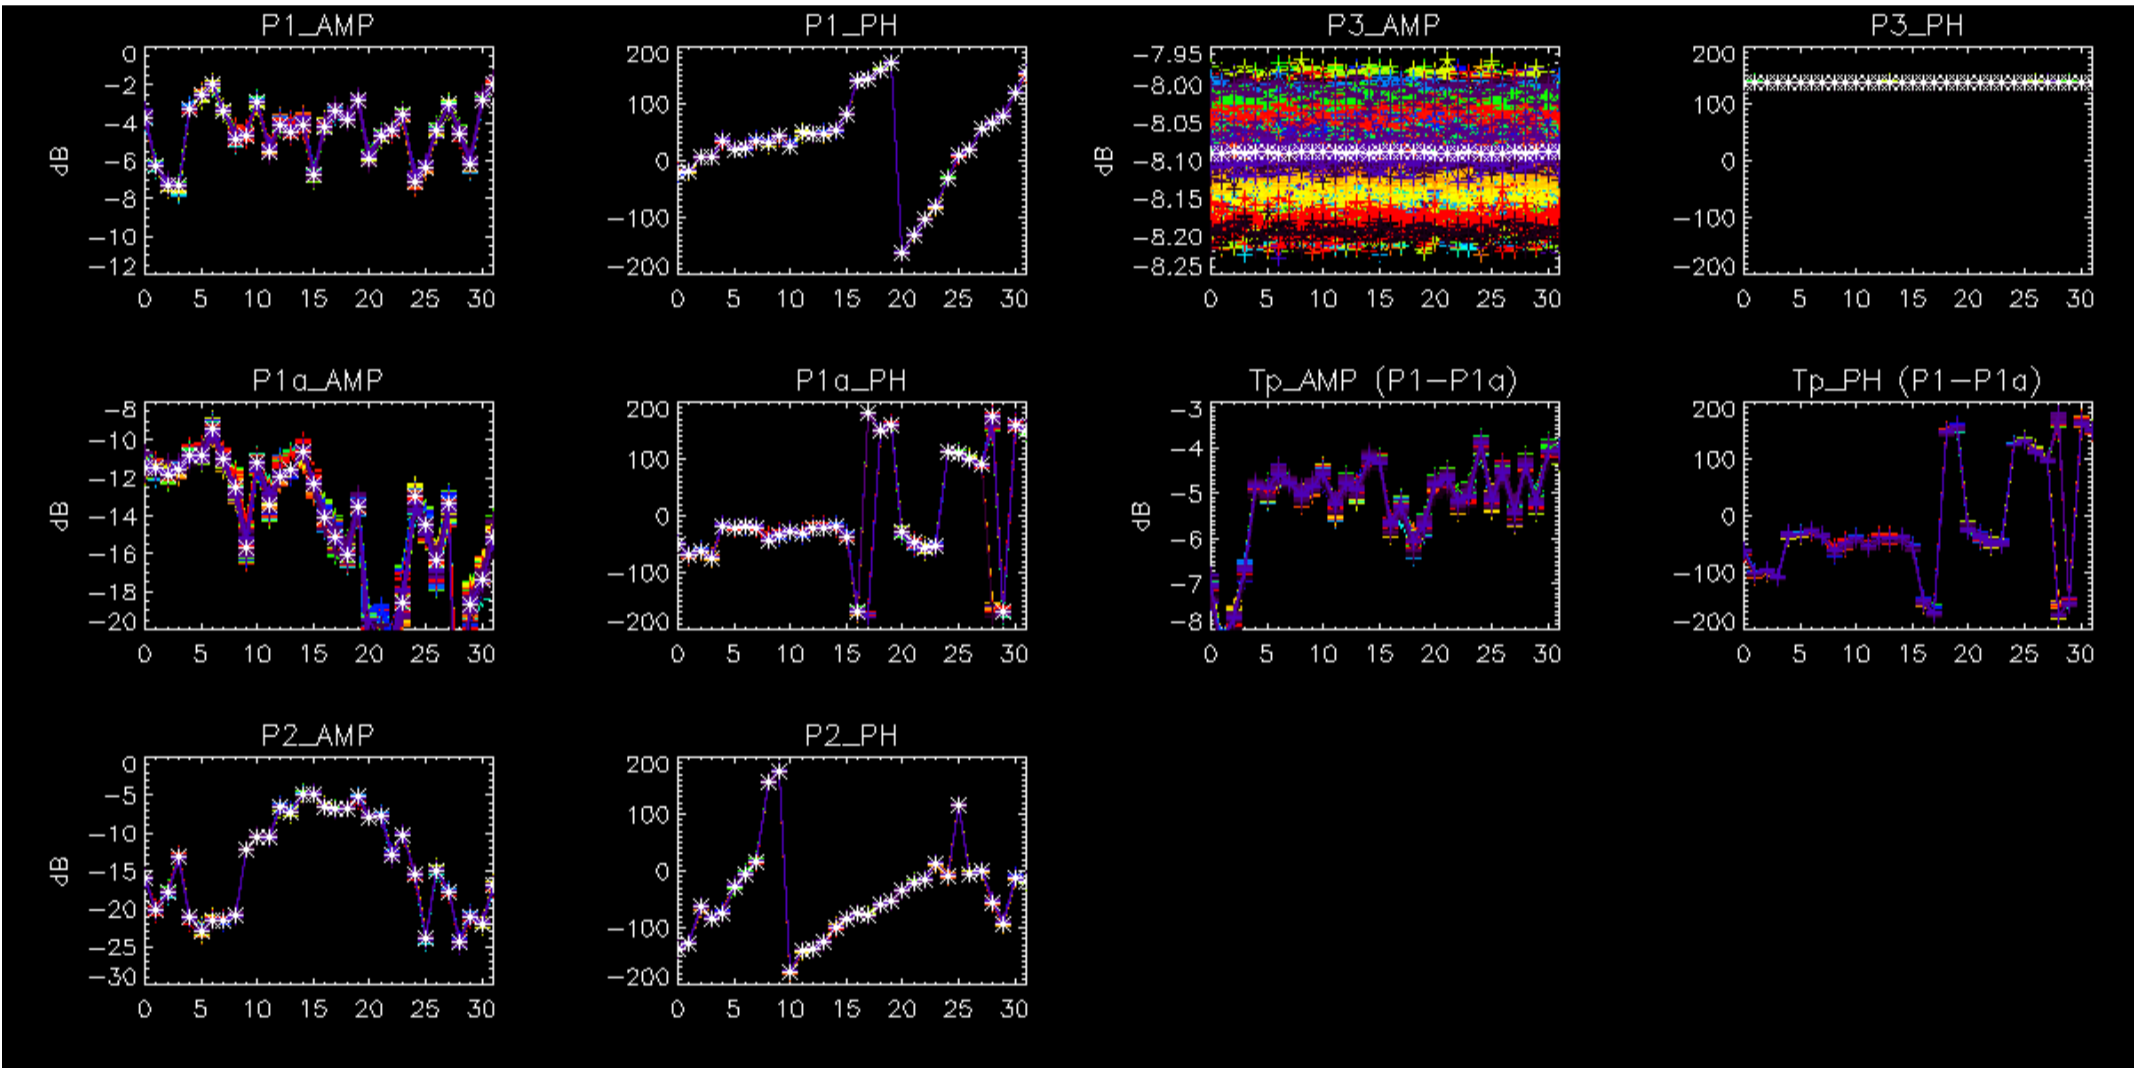 P1_AMP
P1_PH
P3_AMP
P3_PH
0
−2
−4
−6
−8
−10
−12
dB
0 5 10 15 20 25 30
200
100
0
−100
−200
0 5 10 15 20 25 30
−7.95
−8.00
−8.05
−8.10
−8.15
−8.20
−8.25
dB
0 5 10 15 20 25 30
200
100
0
−100
−200
0 5 10 15 20 25 30
P1a_AMP
P1a_PH
Tp_AMP (P1−P1a)
Tp_PH (P1−P1a)
−8
−10
−12
−14
−16
−18
−20
dB
0 5 10 15 20 25 30
200
100
0
−100
−200
0 5 10 15 20 25 30
−3
−4
−5
−6
−7
−8
dB
0 5 10 15 20 25 30
200
100
0
−100
−200
0 5 10 15 20 25 30
P2_AMP
P2_PH
0
−5
−10
−15
−20
−25
−30
dB
0 5 10 15 20 25 30
200
100
0
−100
−200
0 5 10 15 20 25 30